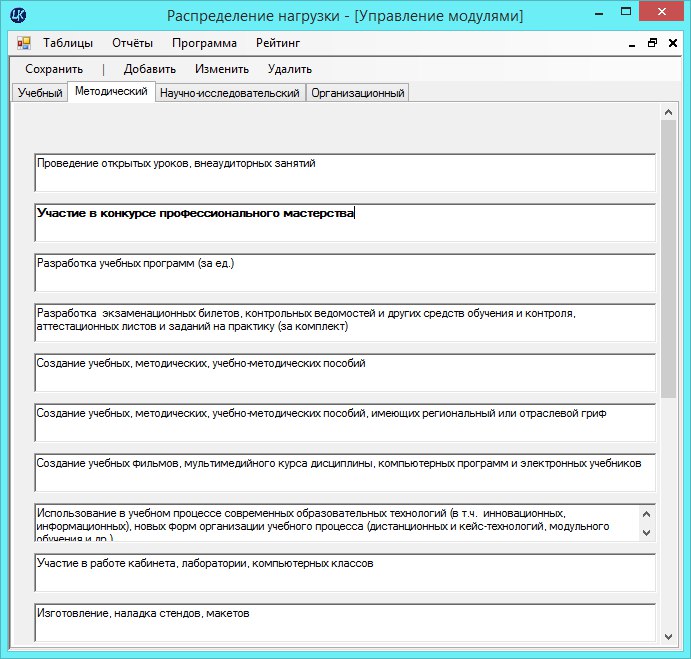 Распределение нагрузки - [Управление модулями]
Таблицы Отчёты Программа Рейтинг
Сохранить | Добавить Изменить Удалить
Учебный Методический Научно-исследовательский Организационный
Проведение открытых уроков, внеаудиторных занятий
Участие в конкурсе профессионального мастерства
Разработка учебных программ (за ед.)
Разработка экзаменационных билетов, контрольных ведомостей и других средств обучения и контроля,
аттестационных листов и заданий на практику (за комплект)
Создание учебных, методических, учебно-методических пособий
Создание учебных, методических, учебно-методических пособий, имеющих региональный или отраслевой гриф
Создание учебных фильмов, мультимедийного курса дисциплины, компьютерных программ и электронных учебников
Использование в учебном процессе современных образовательных технологий (в т.ч. инновационных,
информационных), новых форм организации учебного процесса (дистанционных и кейс-технологий, модульного
обучения и др.)
Участие в работе кабинета, лаборатории, компьютерных классов
Изготовление, наладка стендов, макетов